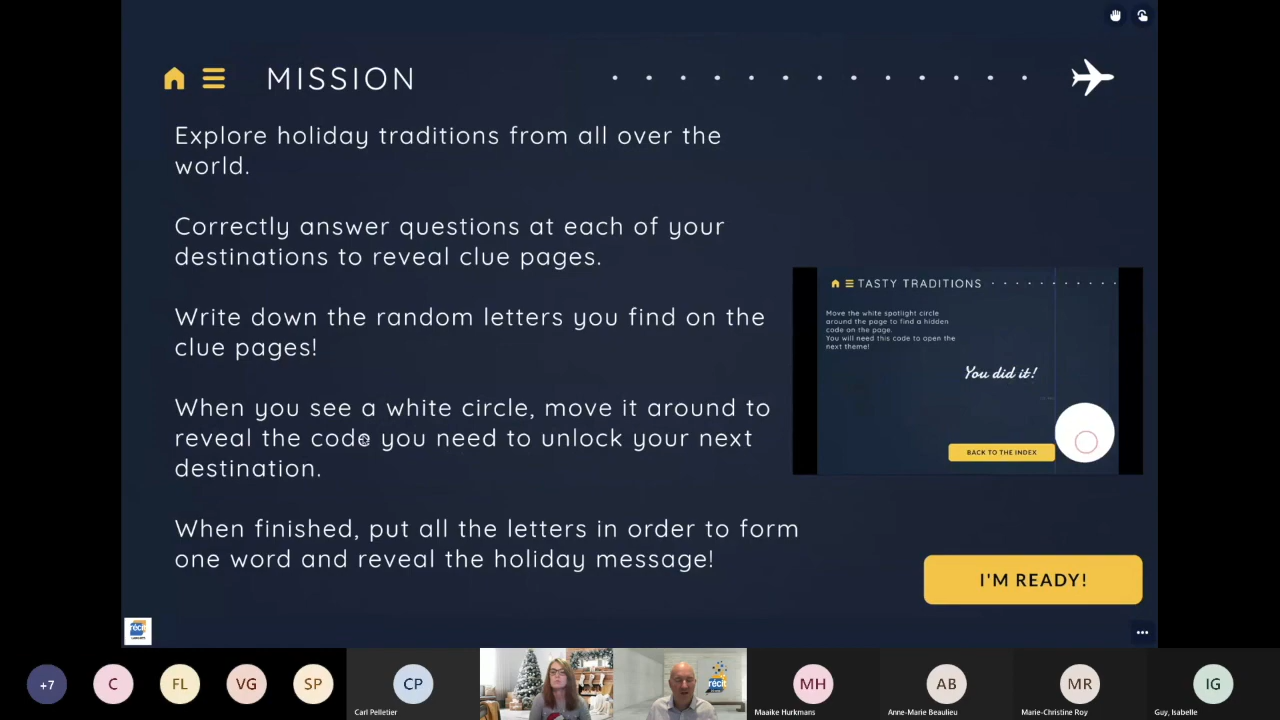 MISSION
Explore holiday traditions from all over the
world.
Correctly answer questions at each of your
destinations to reveal clue pages.
Write down the random letters you find on the
clue pages!
When you see a white circle, move it around to
reveal the code you need to unlock your next
destination.
When finished, put all the letters in order to form
one word and reveal the holiday message!
TASTY TRADITIONS
Move the white spotlight circle
around the page to find a hidden
code on the page.
You will need this code to open the
next theme!
You did it!
BACK TO THE INDEX
I'M READY!
récit
+7
C
FL
VG
SP
CP
Carl Pelletier
récit
MH
Maaike Hurkmans
AB
Anne-Marie Beaulieu
MR
Marie-Christine Roy
IG
Guy, Isabelle